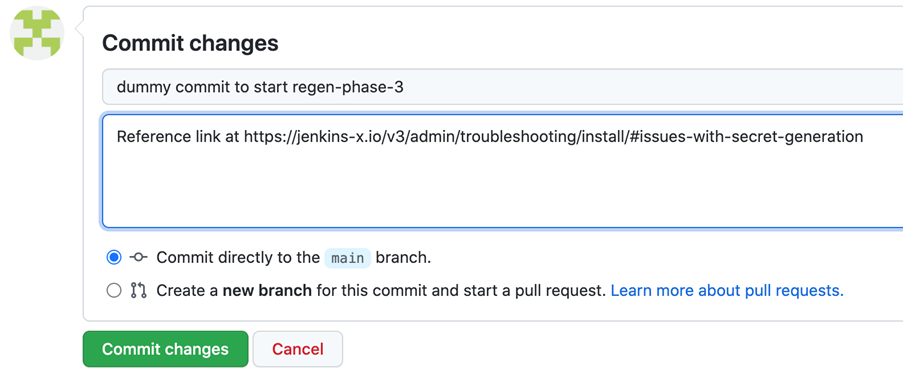 Commit changes
dummy commit to start regen-phase-3
Reference link at https://jenkins-x.io/v3/admin/troubleshooting/install/#issues-with-secret-generation
Commit directly to the main branch.
Create a new branch for this commit and start a pull request. Learn more about pull requests.
Commit changes Cancel